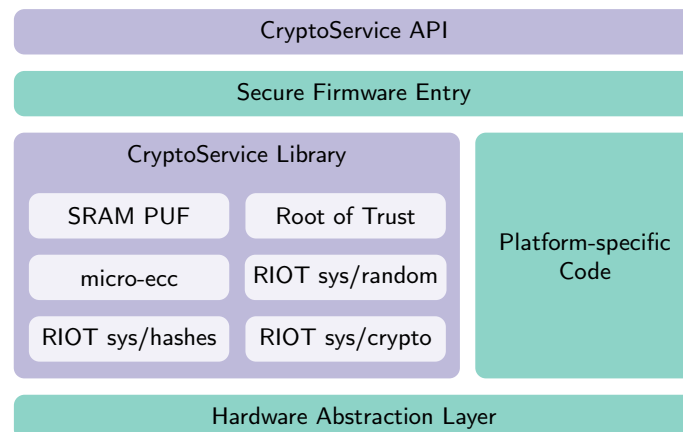 CryptoService API
Secure Firmware Entry
CryptoService Library
SRAM PUF
Root of Trust
micro-ecc
RIOT sys/random
RIOT sys/hashes
RIOT sys/crypto
Platform-specific
Code
Hardware Abstraction Layer